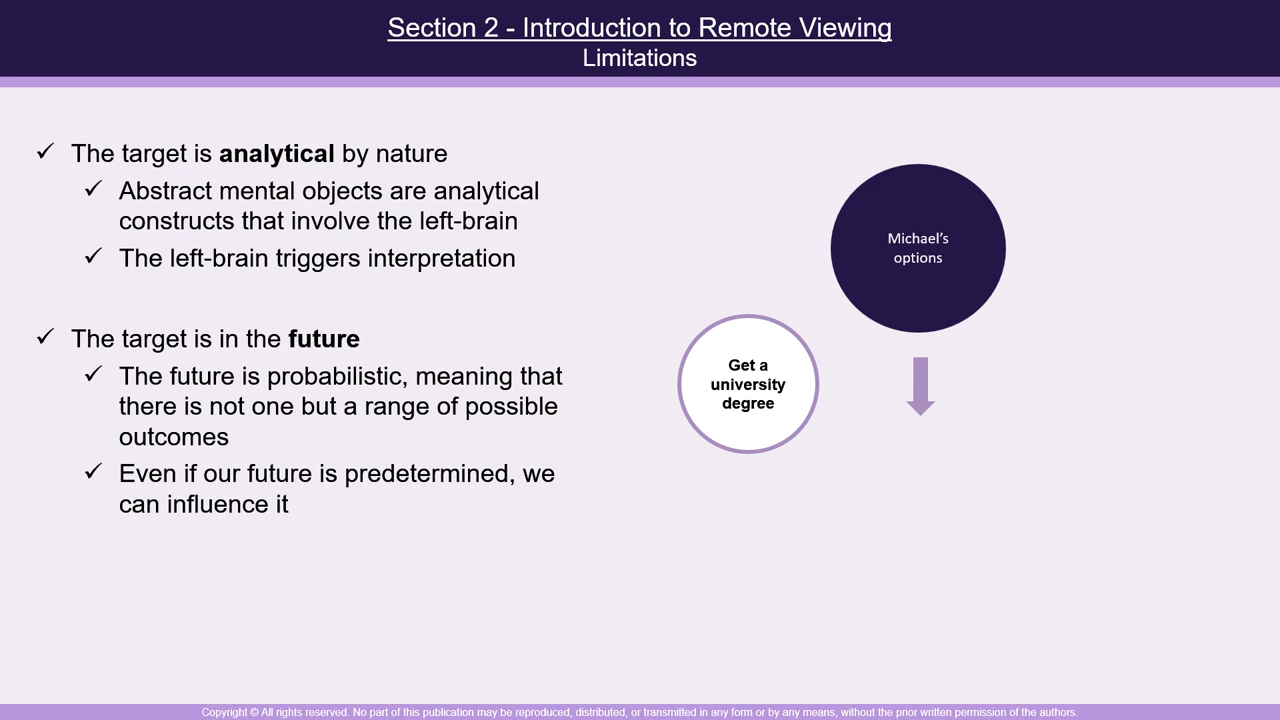 Section 2 - Introduction to Remote Viewing
Limitations
The target is analytical by nature
Abstract mental objects are analytical
constructs that involve the left-brain
The left-brain triggers interpretation
The target is in the future
The future is probabilistic, meaning that
there is not one but a range of possible
outcomes
Even if our future is predetermined, we
can influence it
Michael's
options
Get a
university
degree
Copyright © All rights reserved. No part of this publication may be reproduced, distributed, or transmitted in any form or by any means, without the prior written permission of the authors.